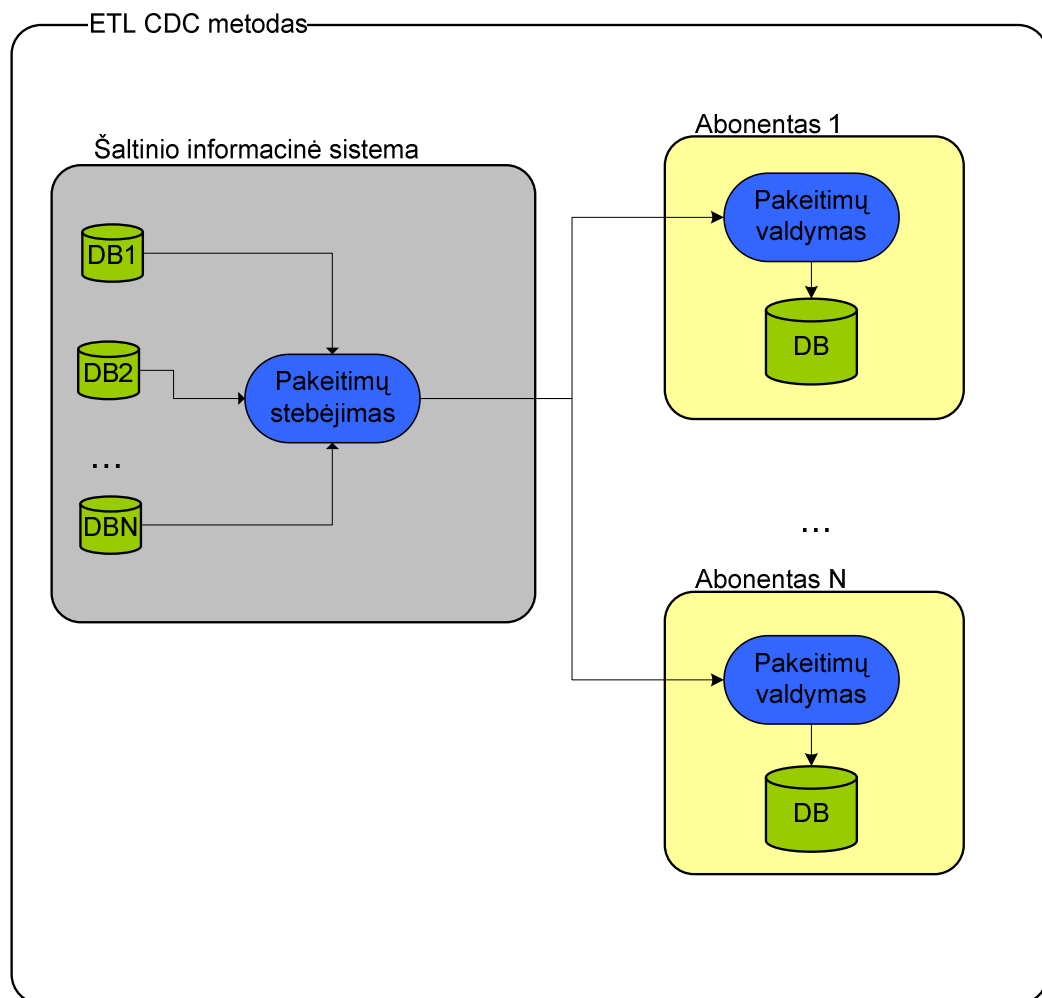 ETL CDC metodas
Šaltinio informacinė sistema
DB1
DB2
...
DBN
Pakeitimų
stebėjimas
Abonentas 1
Pakeitimų
valdymas
DB
...
Abonentas N
Pakeitimų
valdymas
DB